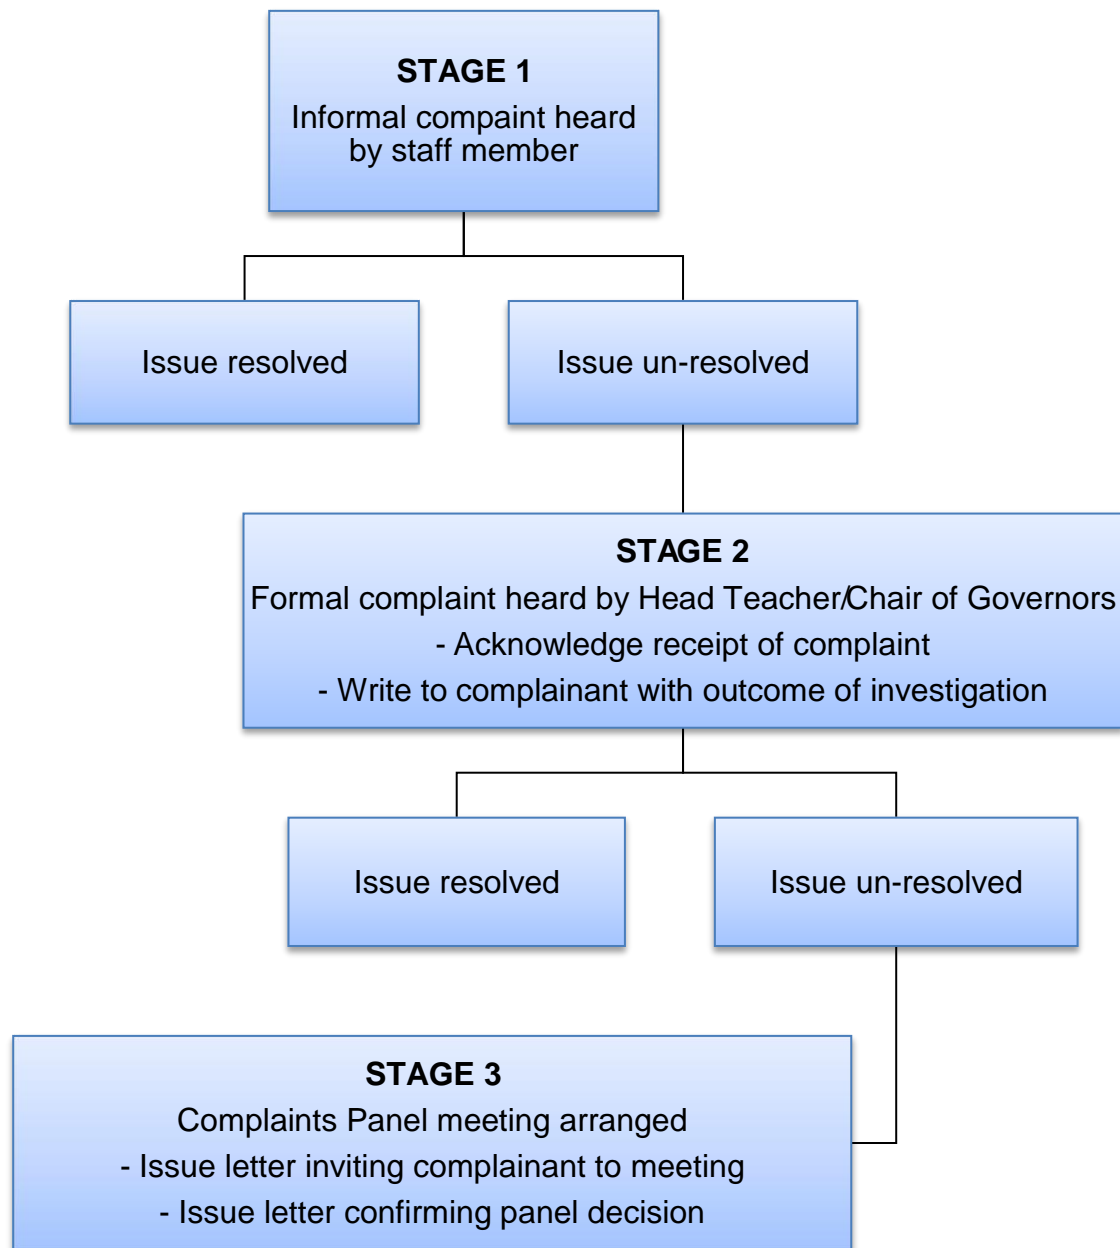 STAGE 1
Informal compaint heard
by staff member
Issue resolved
Issue un-resolved
STAGE 2
Formal complaint heard by Head Teacher/Chair of Governors
- Acknowledge receipt of complaint
- Write to complainant with outcome of investigation
Issue resolved
Issue un-resolved
STAGE 3
Complaints Panel meeting arranged
- Issue letter inviting complainant to meeting
- Issue letter confirming panel decision